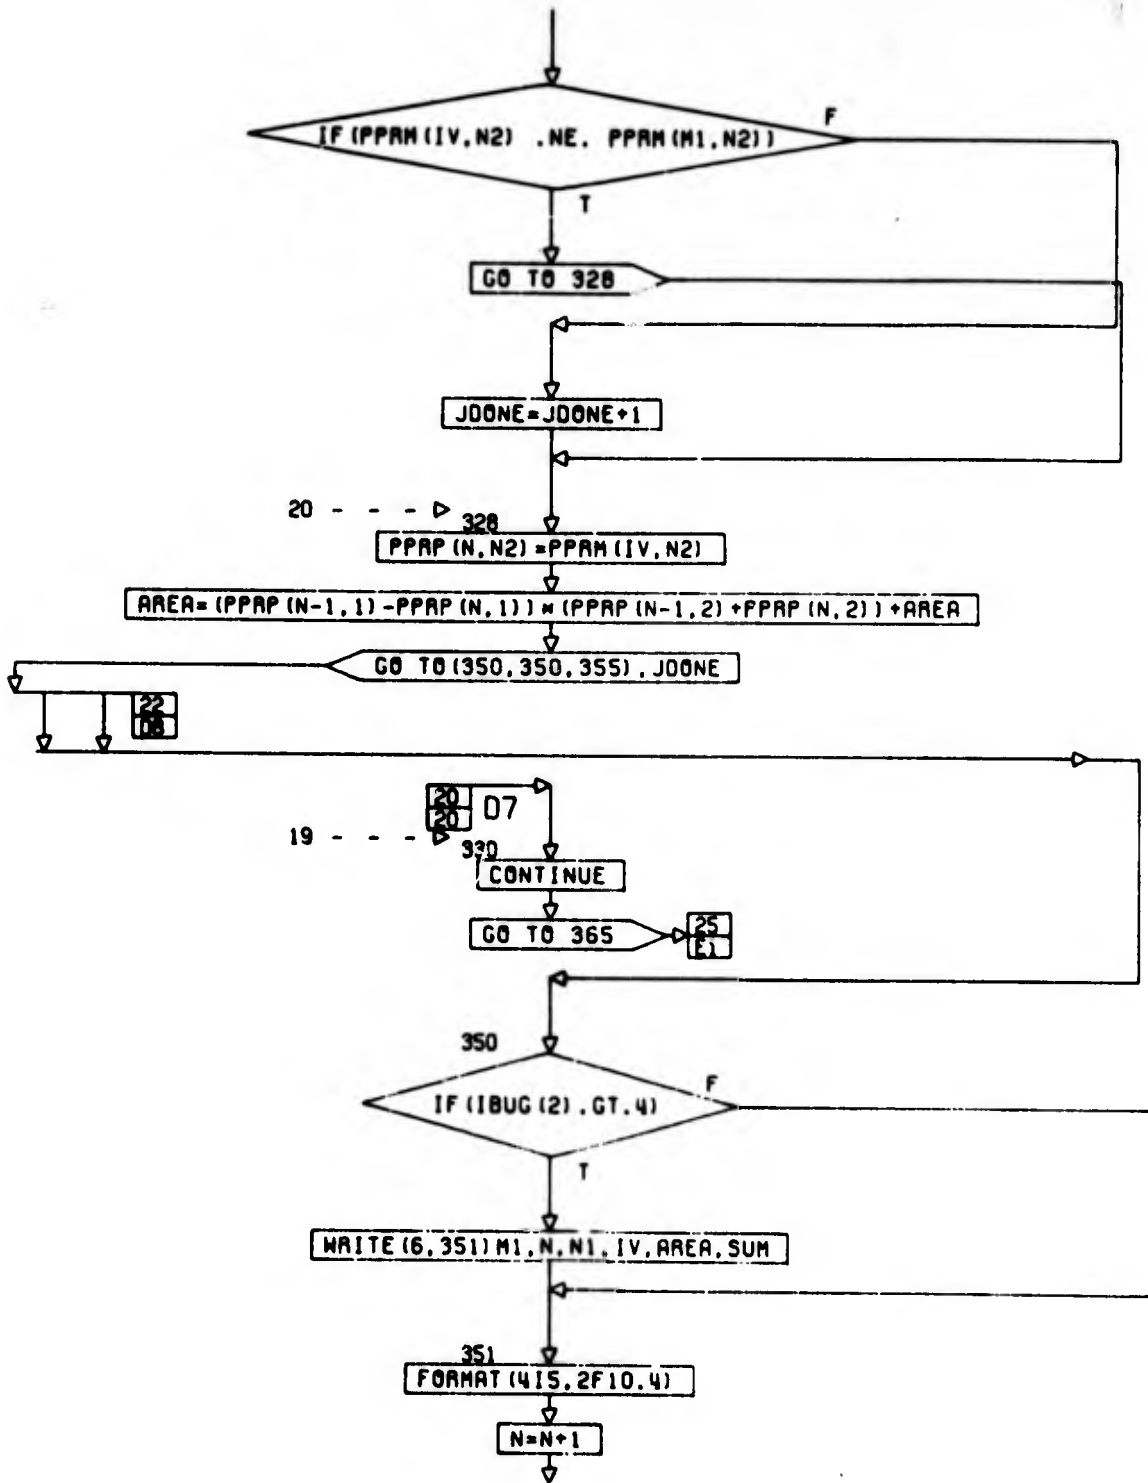 F
IF(PPRM(IV,N2) .NE. PPRM(M1,N2))
T
GO TO 328
JDONE=JDONE+1
20 - - - ▷
328
PPRP(N,N2)=PPRM(IV,N2)
AREA=(PPRP(N-1,1)-PPRP(N,1))*(PPRP(N-1,2)+PPRP(N,2))+AREA
GO TO(350,350,355),JDONE
22
D8
20
20
D7
19 - - - ▷
330
CONTINUE
GO TO 365
25
E1
350
F
IF(IBUG(2).GT.4)
T
WRITE(6,351)M1,N,N1,IV,AREA,SUM
351
FORMAT(4I5,2F10.4)
N=N+1